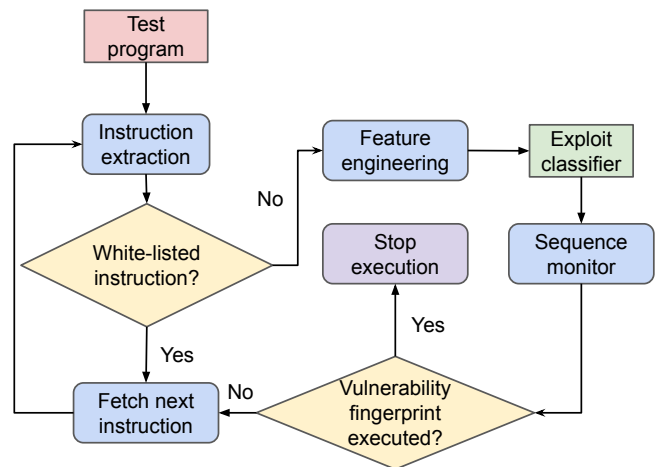 Test
program
Instruction
extraction
Feature
engineering
Exploit
classifier
No
White-listed
instruction?
Stop
execution
Sequence
monitor
Yes
Yes
Fetch next
instruction
No
Vulnerability
fingerprint
executed?